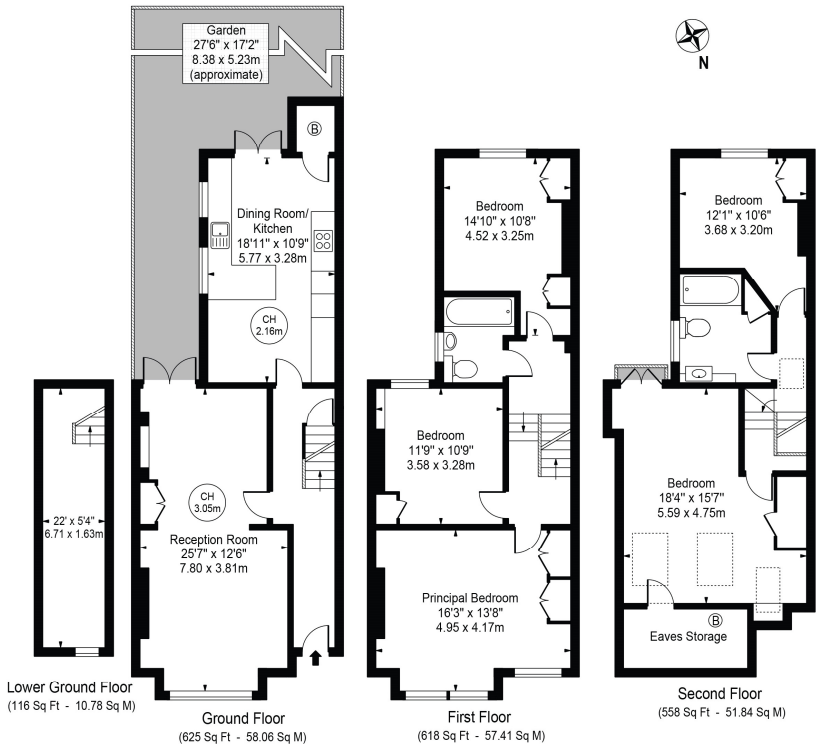 Garden
27'6" x 17'2"
8.38 x 5.23m
(approximate)
N
B
Dining Room/
Kitchen
18'11" x 10'9"
5.77 x 3.28m
CH
2.16m
CH
3.05m
Reception Room
25'7" x 12'6"
7.80 x 3.81m
22' x 5'4"
6.71 x 1.63m
Lower Ground Floor
(116 Sq Ft - 10.78 Sq M)
Ground Floor
(625 Sq Ft - 58.06 Sq M)
Bedroom
14'10" x 10'8"
4.52 x 3.25m
Bedroom
11'9" x 10'9"
3.58 x 3.28m
Principal Bedroom
16'3" x 13'8"
4.95 x 4.17m
First Floor
(618 Sq Ft - 57.41 Sq M)
Bedroom
12'1" x 10'6"
3.68 x 3.20m
Bedroom
18'4" x 15'7"
5.59 x 4.75m
B
Eaves Storage
Second Floor
(558 Sq Ft - 51.84 Sq M)